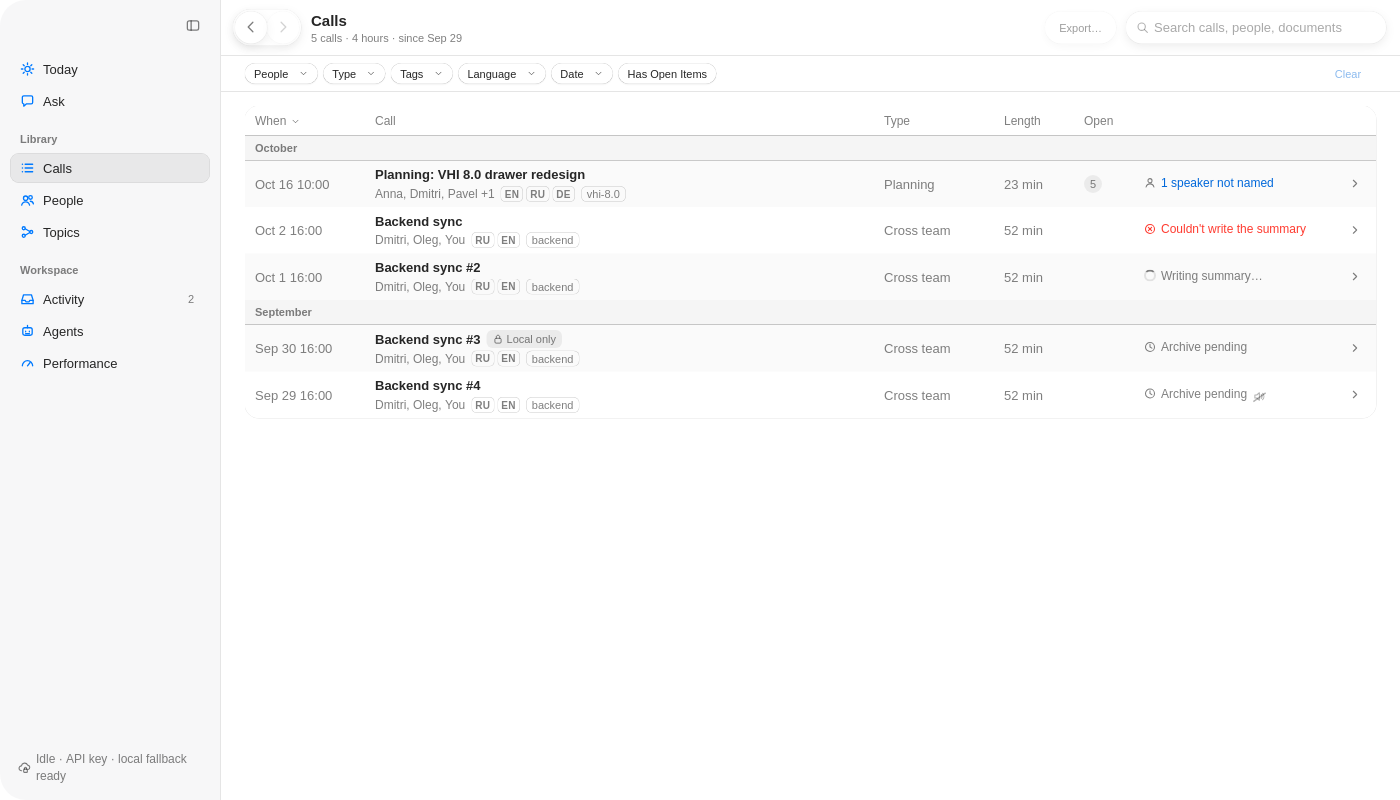 Calls
5 calls · 4 hours · since Sep 29
Export…
Search calls, people, documents
Today
Ask
Library
Calls
People
Topics
Workspace
Activity 2
Agents
Performance
Idle · API key · local fallback
ready
People Type Tags Language Date Has Open Items Clear
When Call Type Length Open
October
Oct 16 10:00 Planning: VHI 8.0 drawer redesign Planning 23 min 5 1 speaker not named
Anna, Dmitri, Pavel +1 EN RU DE vhi-8.0
Oct 2 16:00 Backend sync Cross team 52 min Couldn't write the summary
Dmitri, Oleg, You RU EN backend
Oct 1 16:00 Backend sync #2 Cross team 52 min Writing summary…
Dmitri, Oleg, You RU EN backend
September
Sep 30 16:00 Backend sync #3 Local only Cross team 52 min Archive pending
Dmitri, Oleg, You RU EN backend
Sep 29 16:00 Backend sync #4 Cross team 52 min Archive pending
Dmitri, Oleg, You RU EN backend